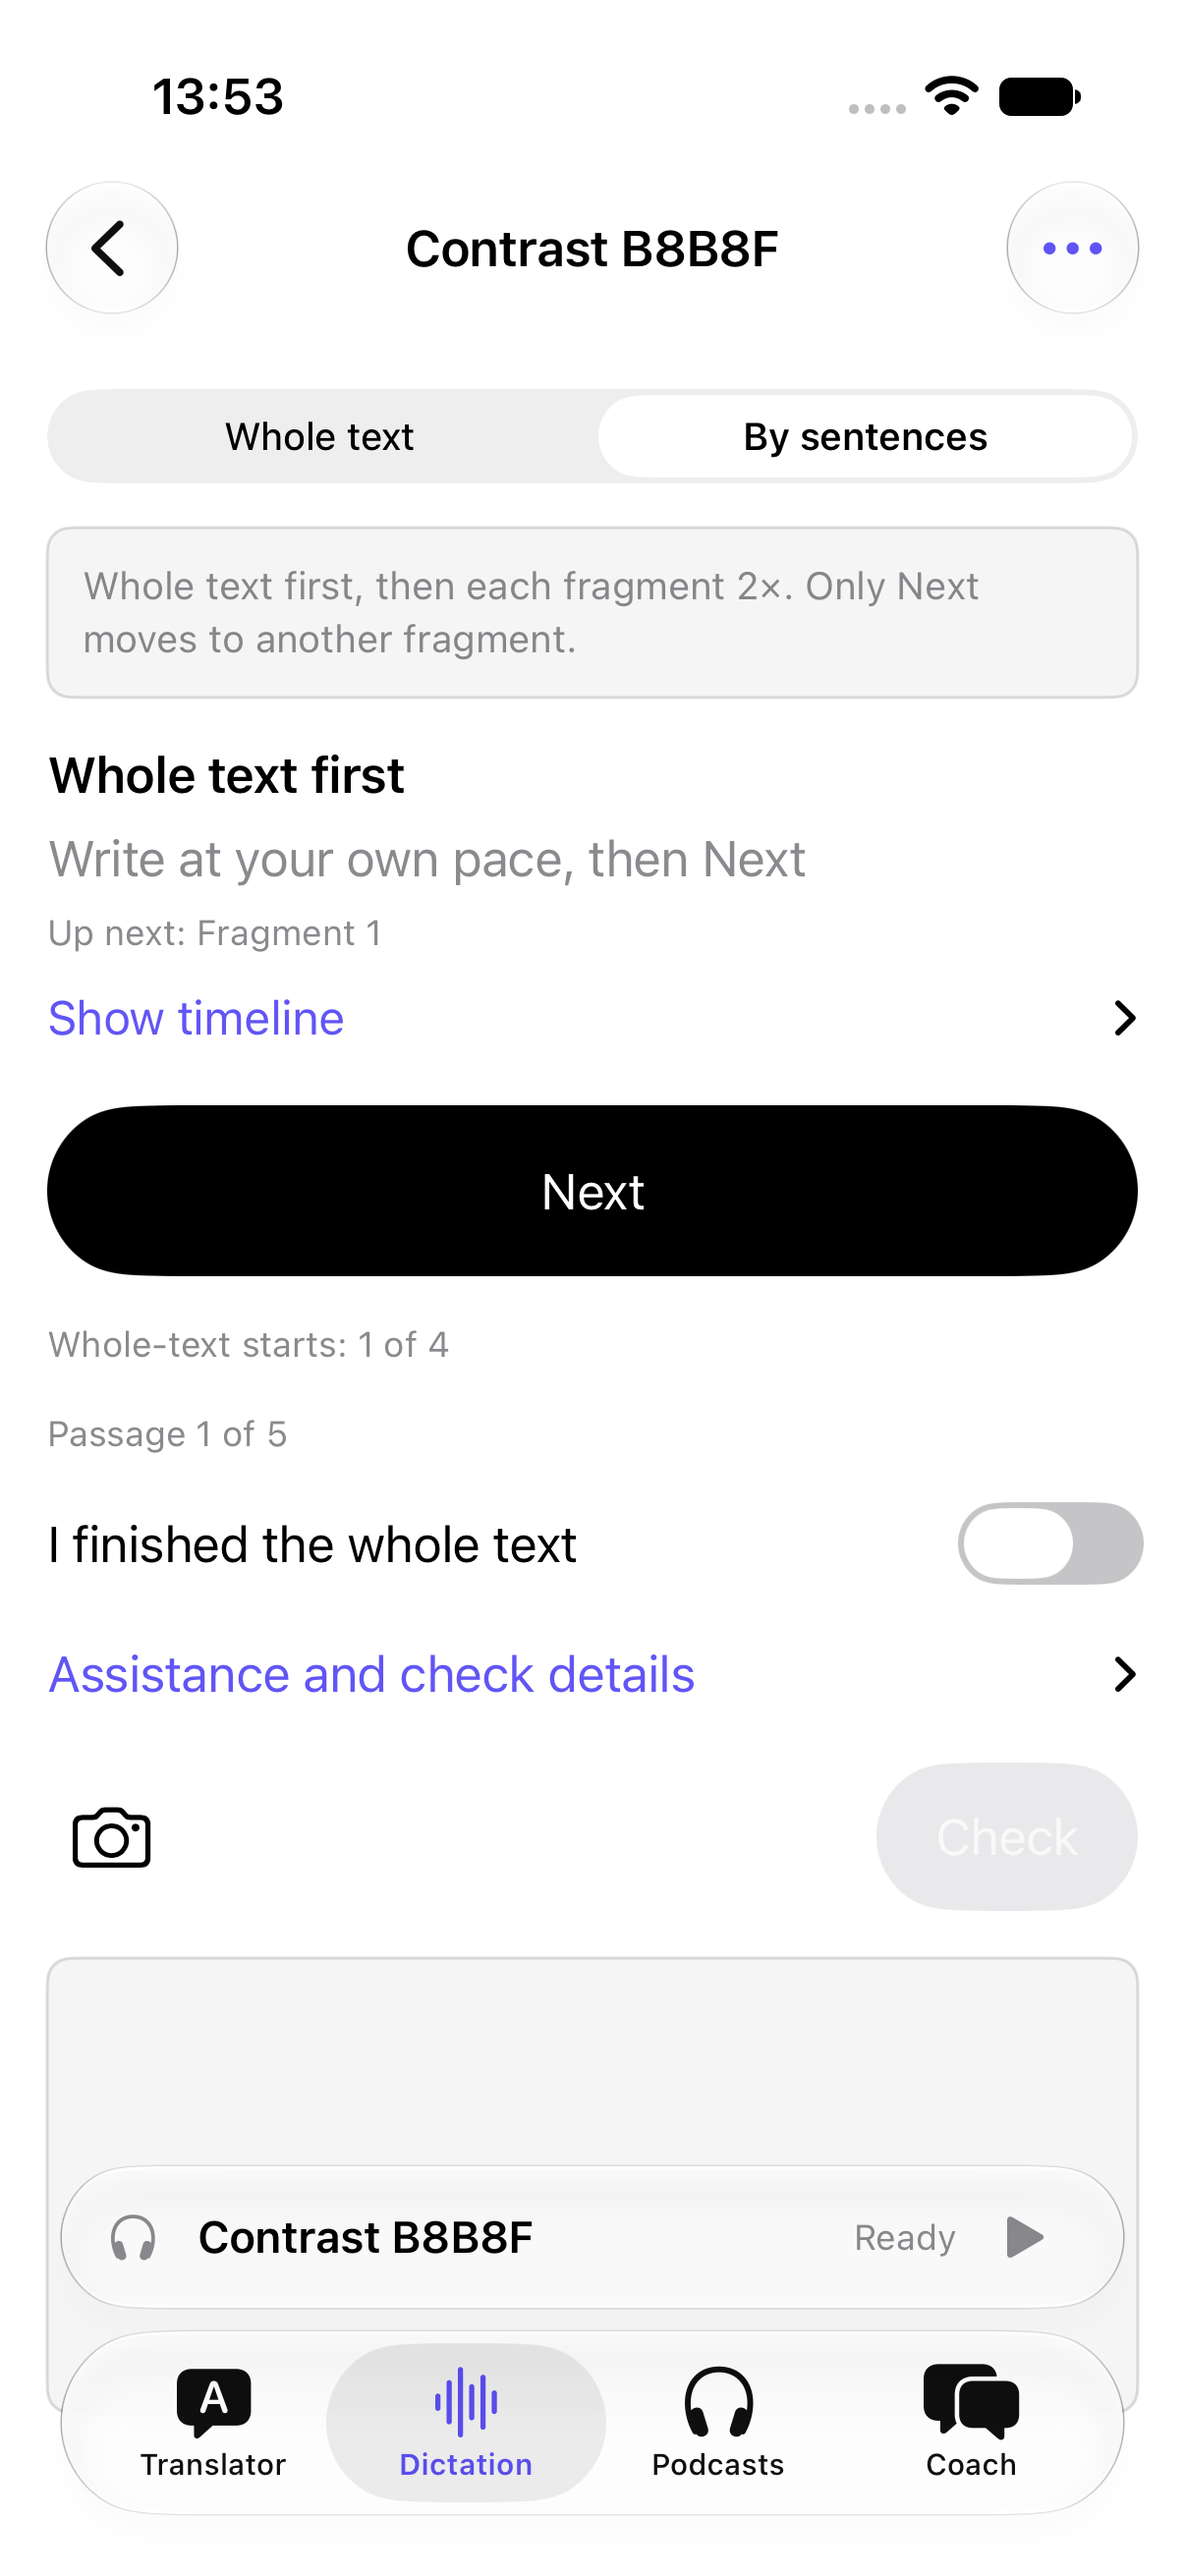 13:53
Contrast B8B8F
Whole text
By sentences
Whole text first, then each fragment 2×. Only Next
moves to another fragment.
Whole text first
Write at your own pace, then Next
Up next: Fragment 1
Show timeline
Next
Whole-text starts: 1 of 4
Passage 1 of 5
I finished the whole text
Assistance and check details
Check
Contrast B8B8F
Ready
A
Translator
Dictation
Podcasts
Coach